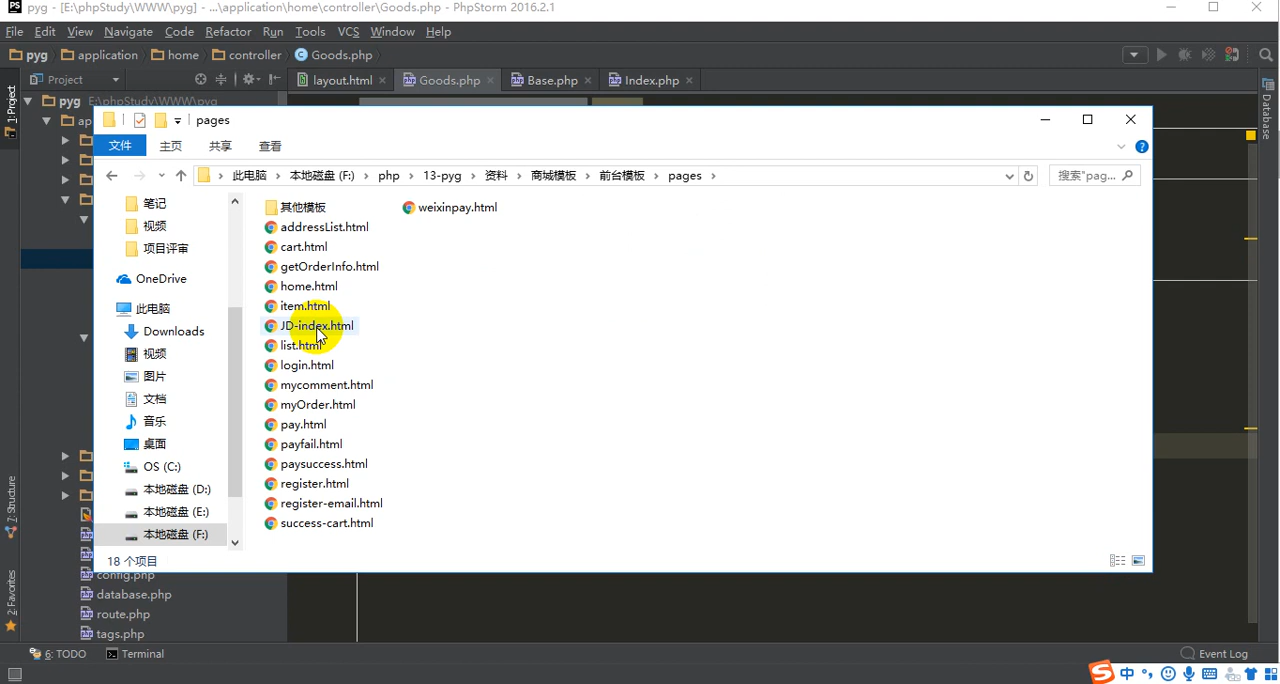 PS pyg - [E:\phpStudy\WWW\pyg] - ...\application\home\controller\Goods.php - PhpStorm 2016.2.1
File Edit View Navigate Code Refactor Run Tools VCS Window Help
pyg application home controller Goods.php
Project layout.html Goods.php Base.php Index.php
1: Project
pyg E:\phpStudy\WWW\pyg
Database
pages
文件 主页 共享 查看
此电脑 本地磁盘 (F:) php 13-pyg 资料 商城模板 前台模板 pages 搜索"pag...
笔记
视频
项目评审
OneDrive
此电脑
Downloads
视频
图片
文档
音乐
桌面
OS (C:)
本地磁盘 (D:)
本地磁盘 (E:)
本地磁盘 (F:)
其他模板
addressList.html
cart.html
getOrderInfo.html
home.html
item.html
JD-index.html
list.html
login.html
mycomment.html
myOrder.html
pay.html
payfail.html
paysuccess.html
register.html
register-email.html
success-cart.html
weixinpay.html
18 个项目
config.php
database.php
route.php
tags.php
7: Structure
2: Favorites
6: TODO Terminal Event Log
S 中